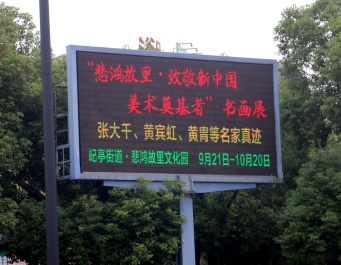 “悲鸿故里·致敬新中国
美术奠基者”书画展
张大千、黄宾虹、黄胄等名家真迹
屺亭街道·悲鸿故里文化园 9月21日-10月20日